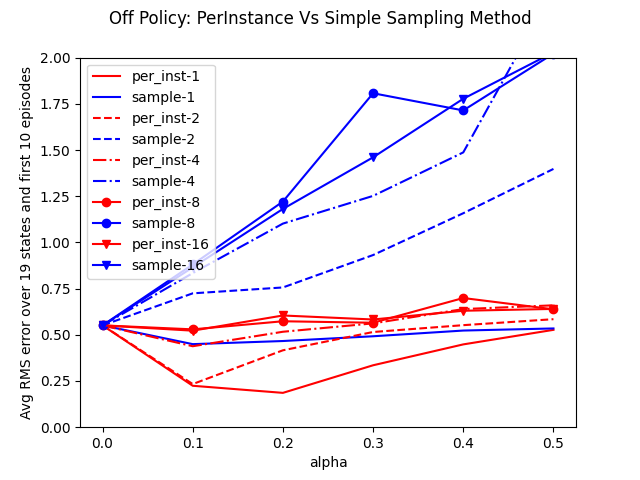 Off Policy: PerInstance Vs Simple Sampling Method
Avg RMS error over 19 states and first 10 episodes
2.00
1.75
1.50
1.25
1.00
0.75
0.50
0.25
0.00
per_inst-1
sample-1
per_inst-2
sample-2
per_inst-4
sample-4
per_inst-8
sample-8
per_inst-16
sample-16
0.0 0.1 0.2 0.3 0.4 0.5
alpha